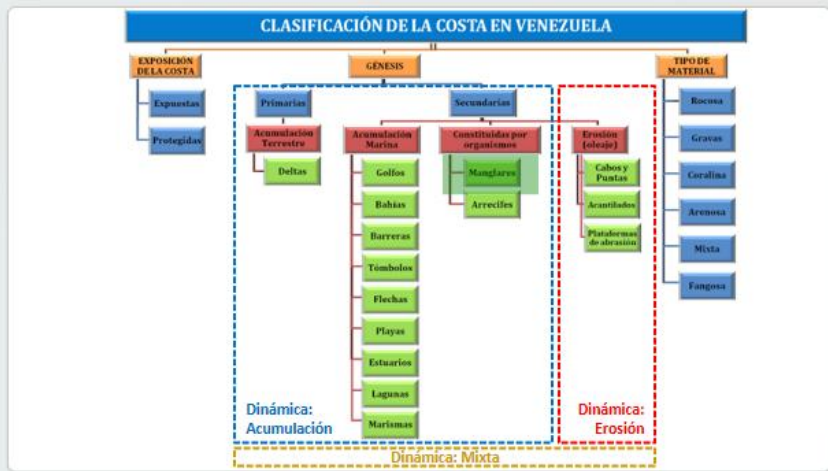 CLASIFICACIÓN DE LA COSTA EN VENEZUELA
EXPOSICIÓN
DE LA COSTA
Expuestas
Protegidas
GÉNESIS
Primarias
Acumulación
Terrestre
Deltas
Secundarias
Acumulación
Marina
Golfos
Bahías
Barreras
Tómbolos
Flechas
Playas
Estuarios
Lagunas
Marismas
Constituidas por
organismos
Manglares
Arrecifes
Erosión
(oleaje)
Cabos y
Puntas
Acantilados
Plataformas
de abrasión
TIPO DE
MATERIAL
Rocosa
Gravas
Coralina
Arenosa
Mixta
Fangosa
Dinámica:
Acumulación
Dinámica:
Erosión
Dinámica: Mixta